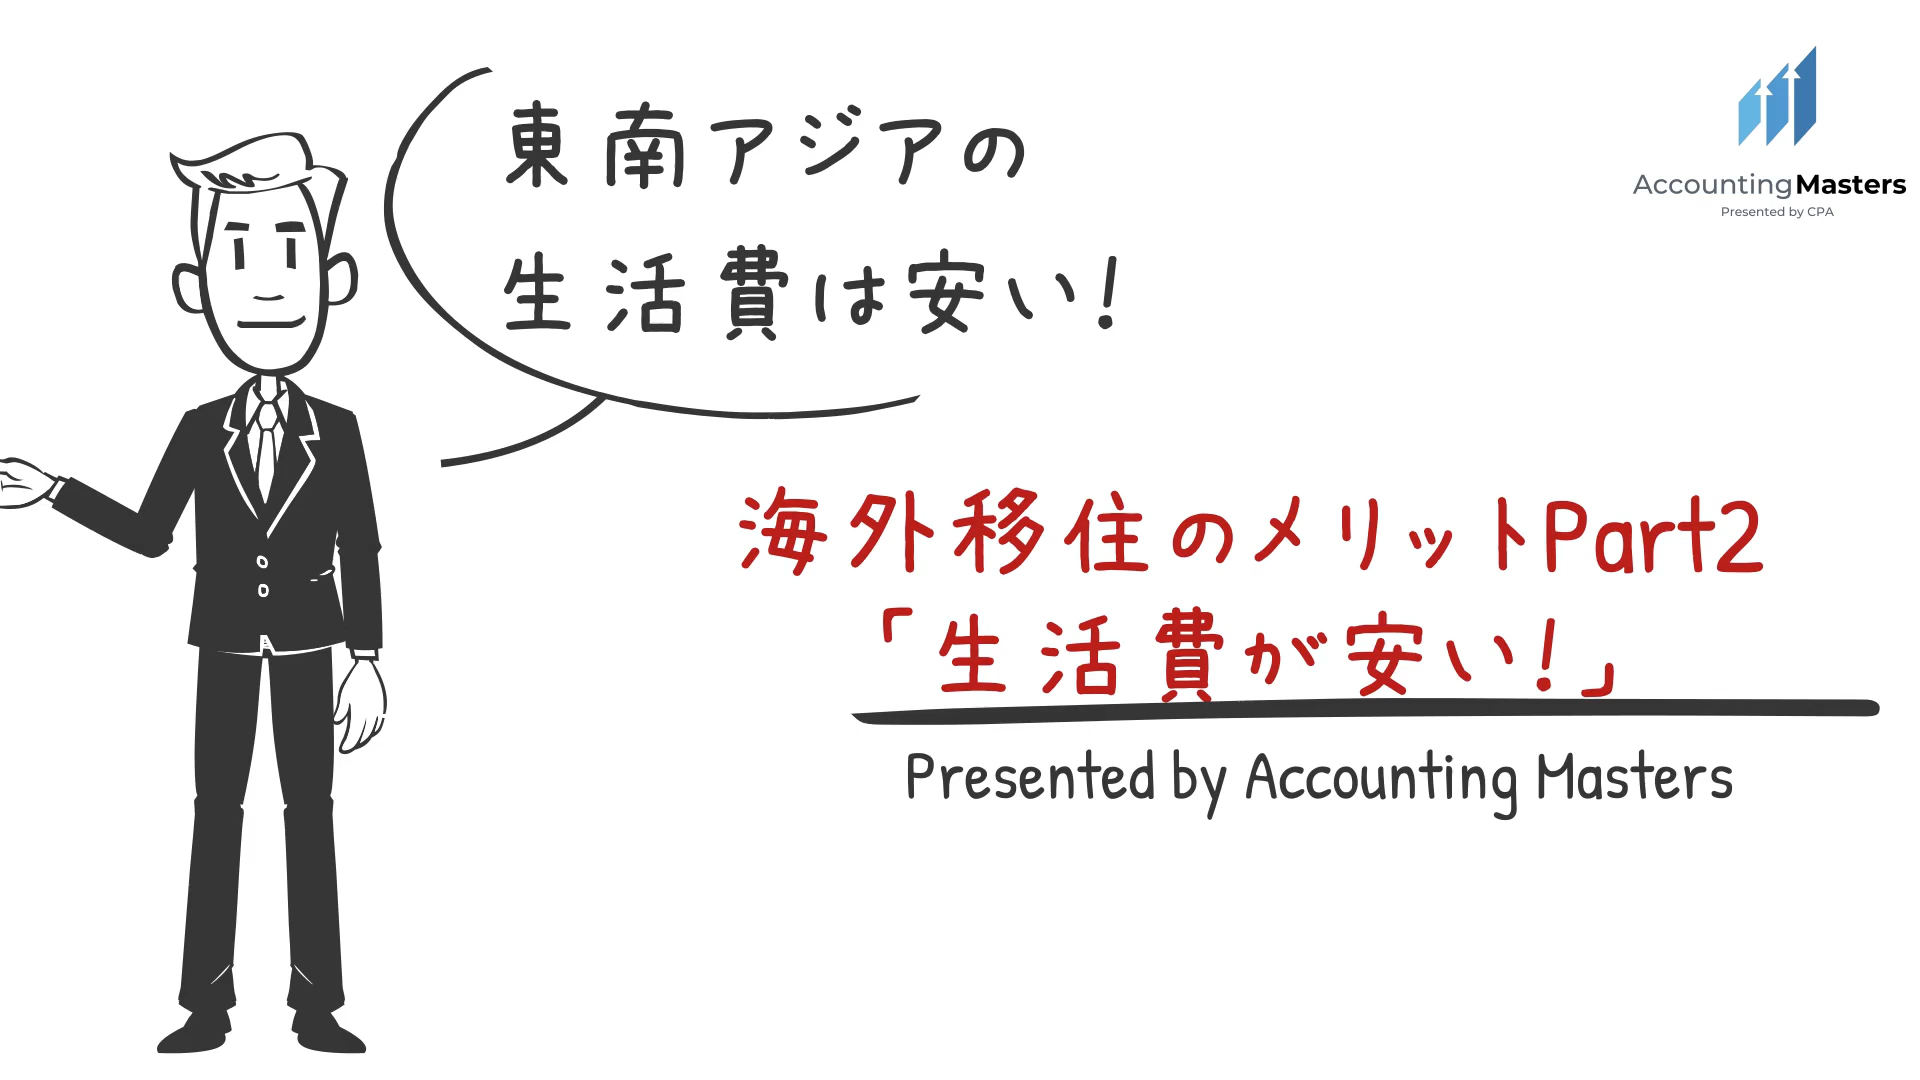 東南アジアの
生活費は安い!
AccountingMasters
Presented by CPA
海外移住のメリットPart2
「生活費が安い!」
Presented by Accounting Masters